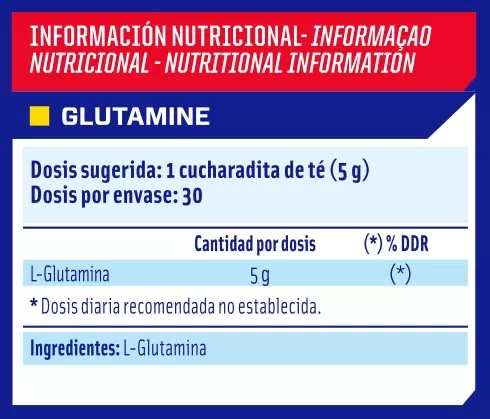 INFORMACIÓN NUTRICIONAL- INFORMAÇAO
NUTRICIONAL - NUTRITIONAL INFORMATION
GLUTAMINE
Dosis sugerida: 1 cucharadita de té (5 g)
Dosis por envase: 30
Cantidad por dosis (*) % DDR
L-Glutamina 5 g (*)
* Dosis diaria recomendada no establecida.
Ingredientes: L-Glutamina